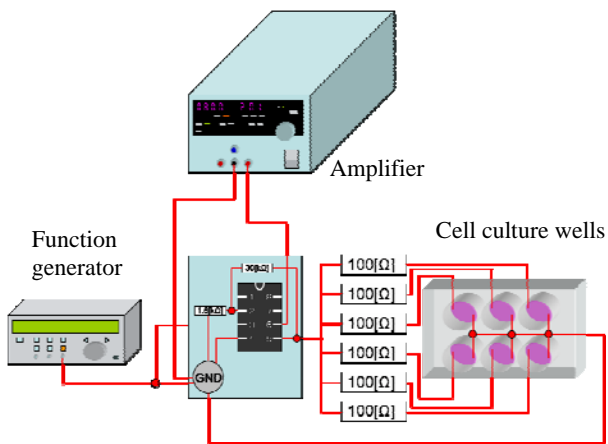 Amplifier
Function
generator
Cell culture wells
GND
100[Ω]
100[Ω]
100[Ω]
100[Ω]
100[Ω]
100[Ω]